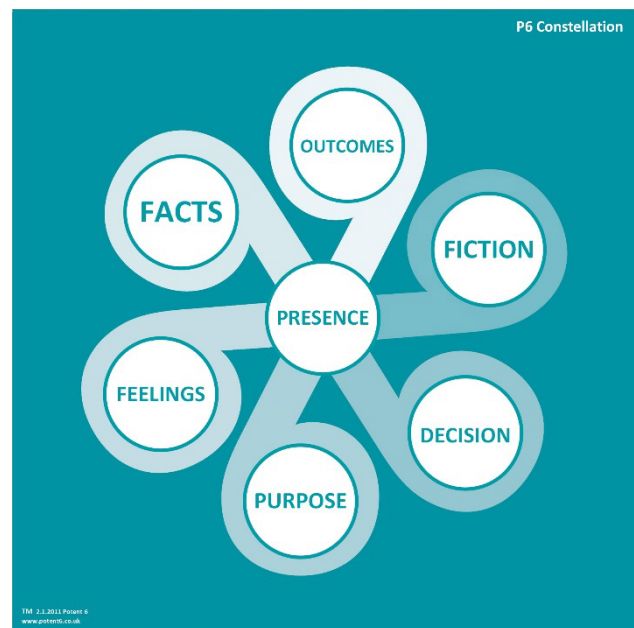 P6 Constellation
OUTCOMES
FACTS
FICTION
PRESENCE
FEELINGS
DECISION
PURPOSE
TM 2.1.2011 Potent 6
www.potent6.co.uk